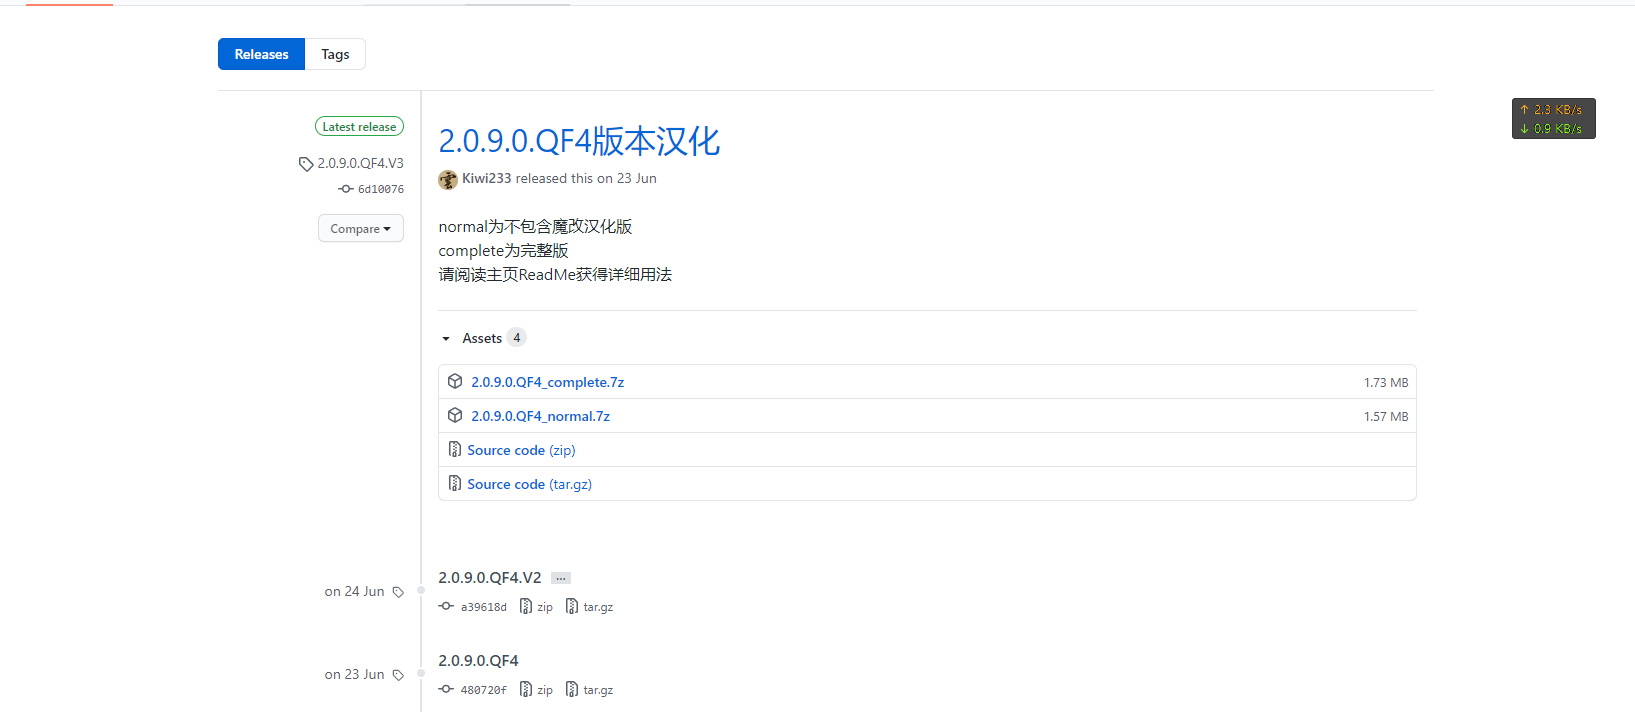 Releases Tags
↑ 2.3 KB/s
↓ 0.9 KB/s
Latest release
2.0.9.0.QF4.V3
6d10076
Compare
2.0.9.0.QF4版本汉化
Kiwi233 released this on 23 Jun
normal为不包含魔改汉化版
complete为完整版
请阅读主页ReadMe获得详细用法
Assets 4
2.0.9.0.QF4_complete.7z 1.73 MB
2.0.9.0.QF4_normal.7z 1.57 MB
Source code (zip)
Source code (tar.gz)
on 24 Jun
2.0.9.0.QF4.V2 ...
a39618d zip tar.gz
on 23 Jun
2.0.9.0.QF4
480720f zip tar.gz